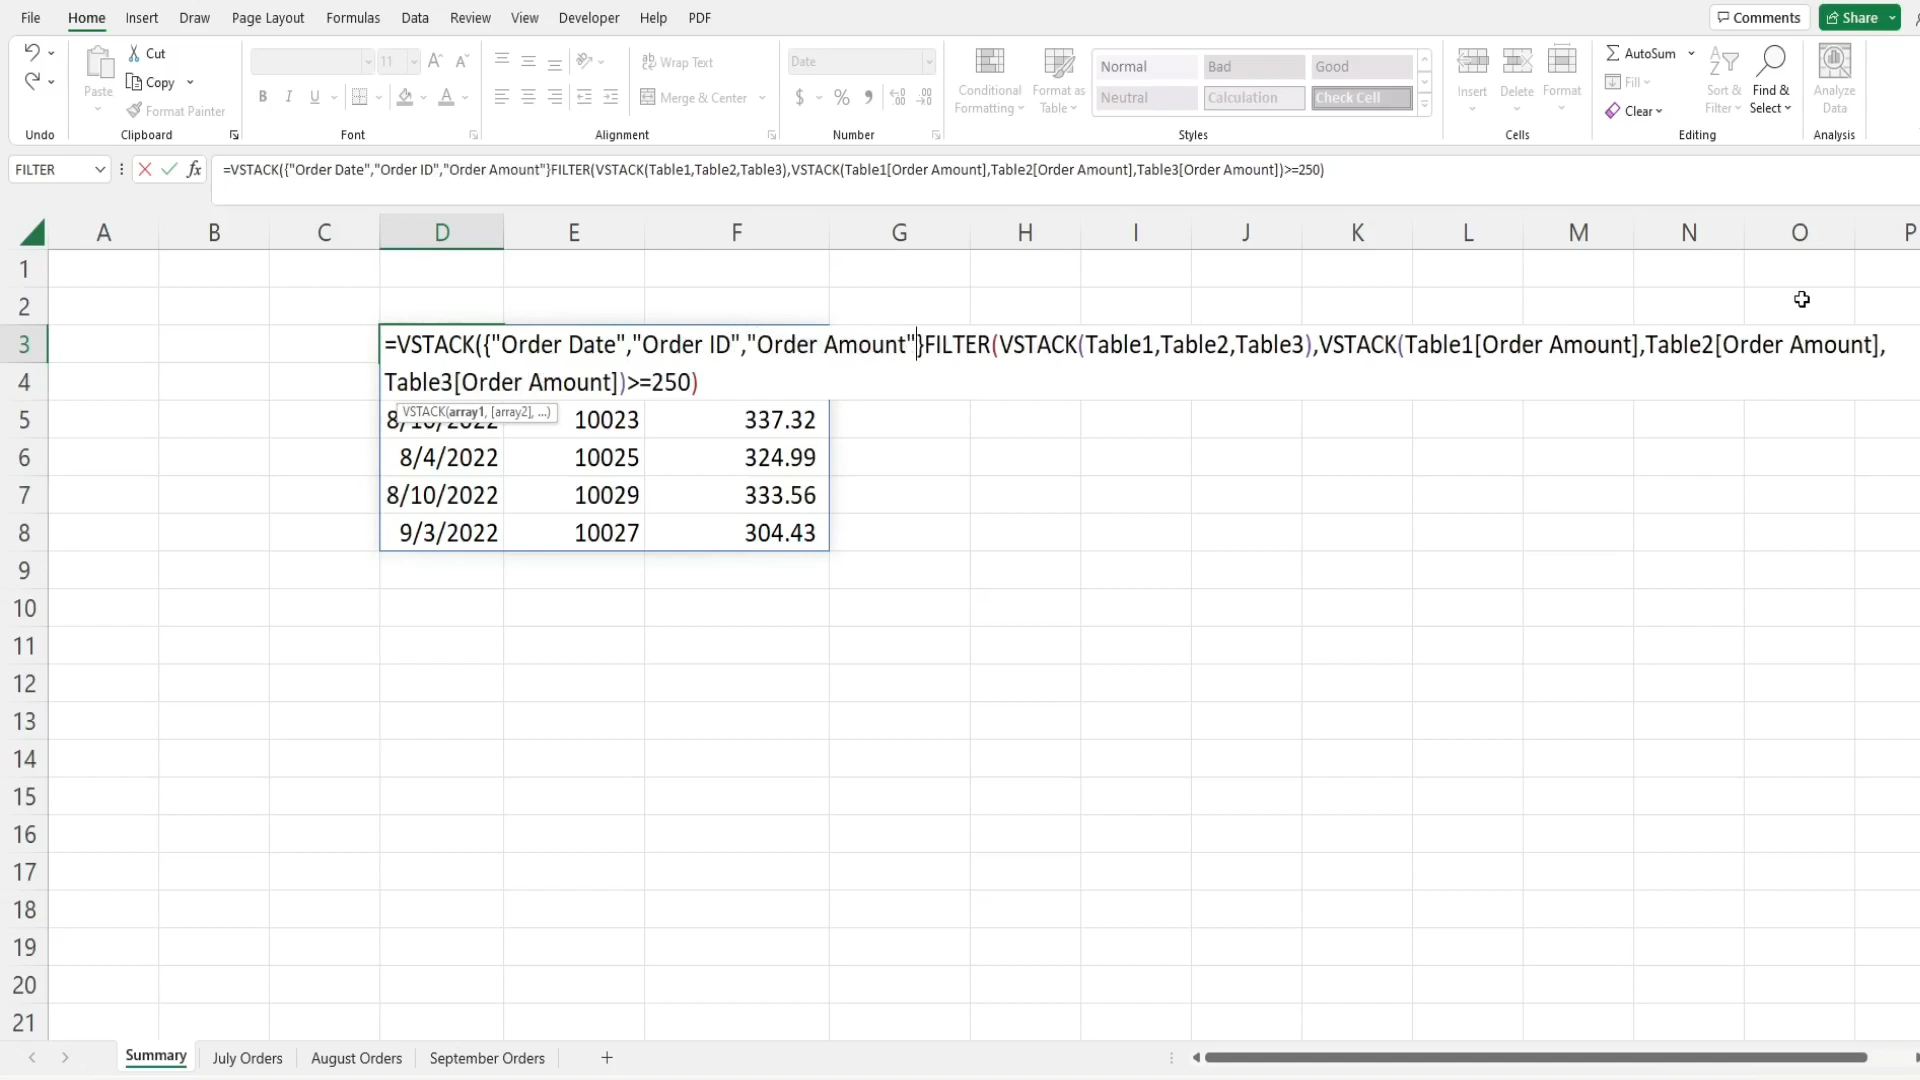 File Home Insert Draw Page Layout Formulas Data Review View Developer Help PDF Comments Share
Cut
Copy
Format Painter
Paste
11
Wrap Text
Merge & Center
Date
Conditional Formatting
Format as Table
Normal Bad Good
Neutral Calculation Check Cell
Insert Delete Format
AutoSum
Fill
Clear
Sort & Filter
Find & Select
Analyze Data
Undo Clipboard Font Alignment Number Styles Cells Editing Analysis
FILTER
fx
=VSTACK({"Order Date","Order ID","Order Amount"}FILTER(VSTACK(Table1,Table2,Table3),VSTACK(Table1[Order Amount],Table2[Order Amount],Table3[Order Amount])>=250)
A B C D E F G H I J K L M N O P
1
2
3 =VSTACK({"Order Date","Order ID","Order Amount"}FILTER(VSTACK(Table1,Table2,Table3),VSTACK(Table1[Order Amount],Table2[Order Amount],
4 Table3[Order Amount])>=250)
VSTACK(array1, [array2], ...)
5 8/10/2022 10023 337.32
6 8/4/2022 10025 324.99
7 8/10/2022 10029 333.56
8 9/3/2022 10027 304.43
9
10
11
12
13
14
15
16
17
18
19
20
21
Summary July Orders August Orders September Orders